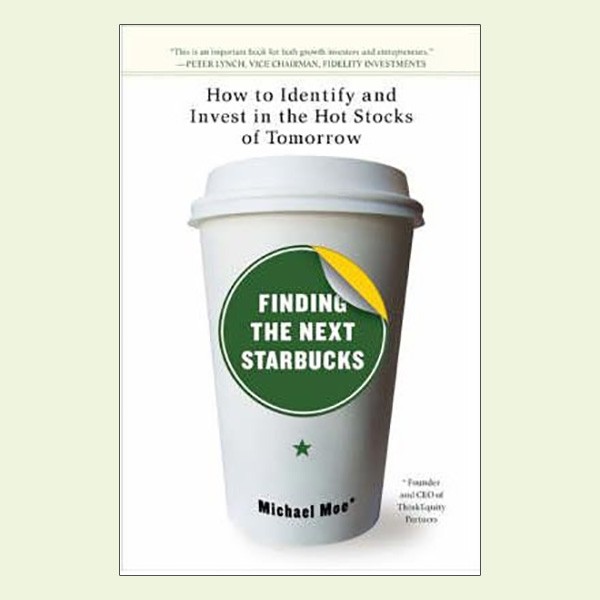 "This is an important book for both growth investors and entrepreneurs."
—PETER LYNCH, VICE CHAIRMAN, FIDELITY INVESTMENTS
How to Identify and
Invest in the Hot Stocks
of Tomorrow
FINDING
THE NEXT
STARBUCKS
Michael Moe*
* Founder
and CEO of
ThinkEquity
Partners